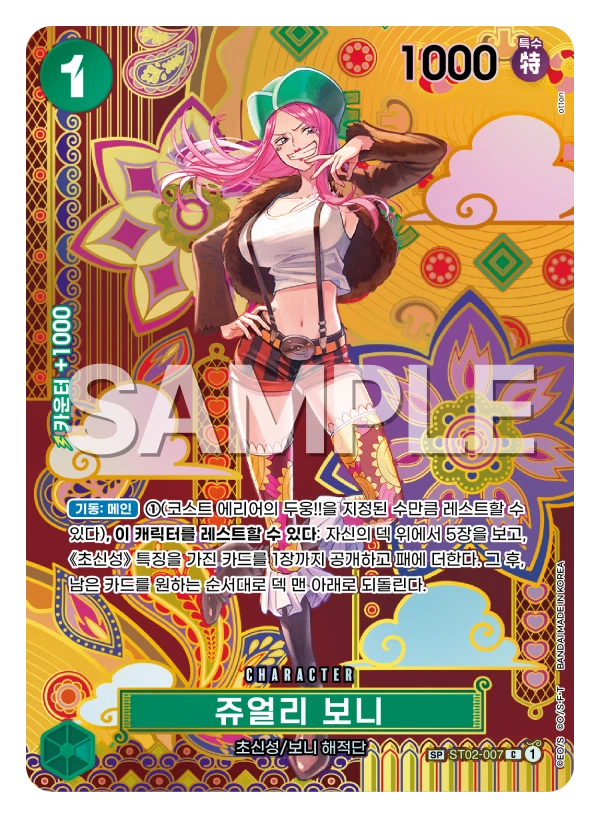 1
1000
특수
特
otton
카운터 +1000
SAMPLE
기동: 메인 ①(코스트 에리어의 두웅!!을 지정된 수만큼 레스트할 수
있다), 이 캐릭터를 레스트할 수 있다: 자신의 덱 위에서 5장을 보고,
《초신성》 특징을 가진 카드를 1장까지 공개하고 패에 더한다. 그 후,
남은 카드를 원하는 순서대로 덱 맨 아래로 되돌린다.
CHARACTER
쥬얼리 보니
초신성/보니 해적단
SP ST02-007 C 1
©EO/S ©O/S·F·T BANDAI MADE IN KOREA